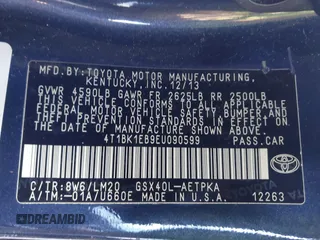 MFD.BY:TOYOTA MOTOR MANUFACTURING,
KENTUCKY,INC. 12/13
GVWR 4590LB GAWR FR 2625LB RR 2500LB
THIS VEHICLE CONFORMS TO ALL APPLICABLE
FEDERAL MOTOR VEHICLE SAFETY, BUMPER,
AND THEFT PREVENTION STANDARDS IN
EFFECT ON THE DATE OF MANUFACTURE
SHOWN ABOVE.
4T1BK1EB9EU090599 PASS.CAR
C/TR:8W6/LM20 GSX40L-AETPKA
A/TM:-01A/U660E MADE IN U.S.A. 12263
TOYOTA
DREAMBID